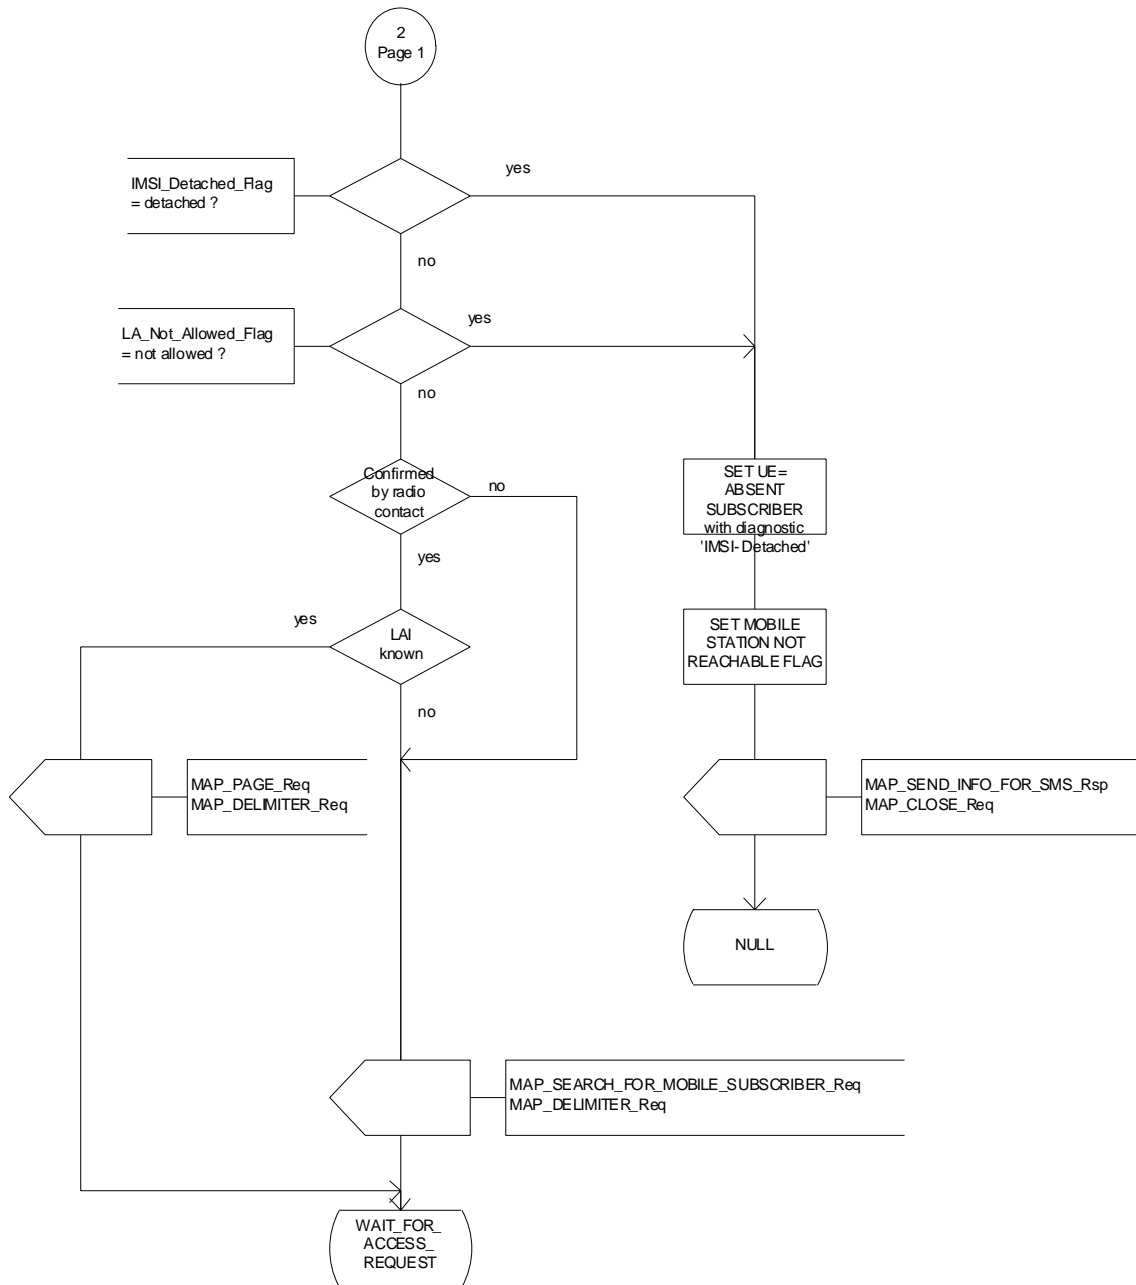 2
Page 1
yes
IMSI_Detached_Flag
= detached ?
no
yes
LA_Not_Allowed_Flag
= not allowed ?
no
Confirmed
by radio
contact
no
yes
SET UE=
ABSENT
SUBSCRIBER
with diagnostic
'IMSI-Detached'
yes
LAI
known
no
SET MOBILE
STATION NOT
REACHABLE FLAG
MAP_PAGE_Req
MAP_DELIMITER_Req
MAP_SEND_INFO_FOR_SMS_Rsp
MAP_CLOSE_Req
NULL
MAP_SEARCH_FOR_MOBILE_SUBSCRIBER_Req
MAP_DELIMITER_Req
WAIT_FOR_
ACCESS_
REQUEST